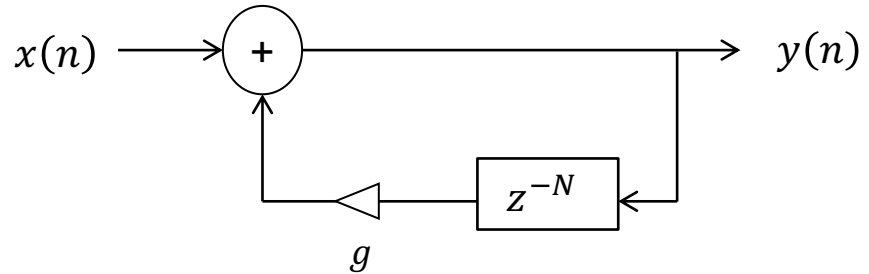 x(n) + y(n)
z^{-N}
g